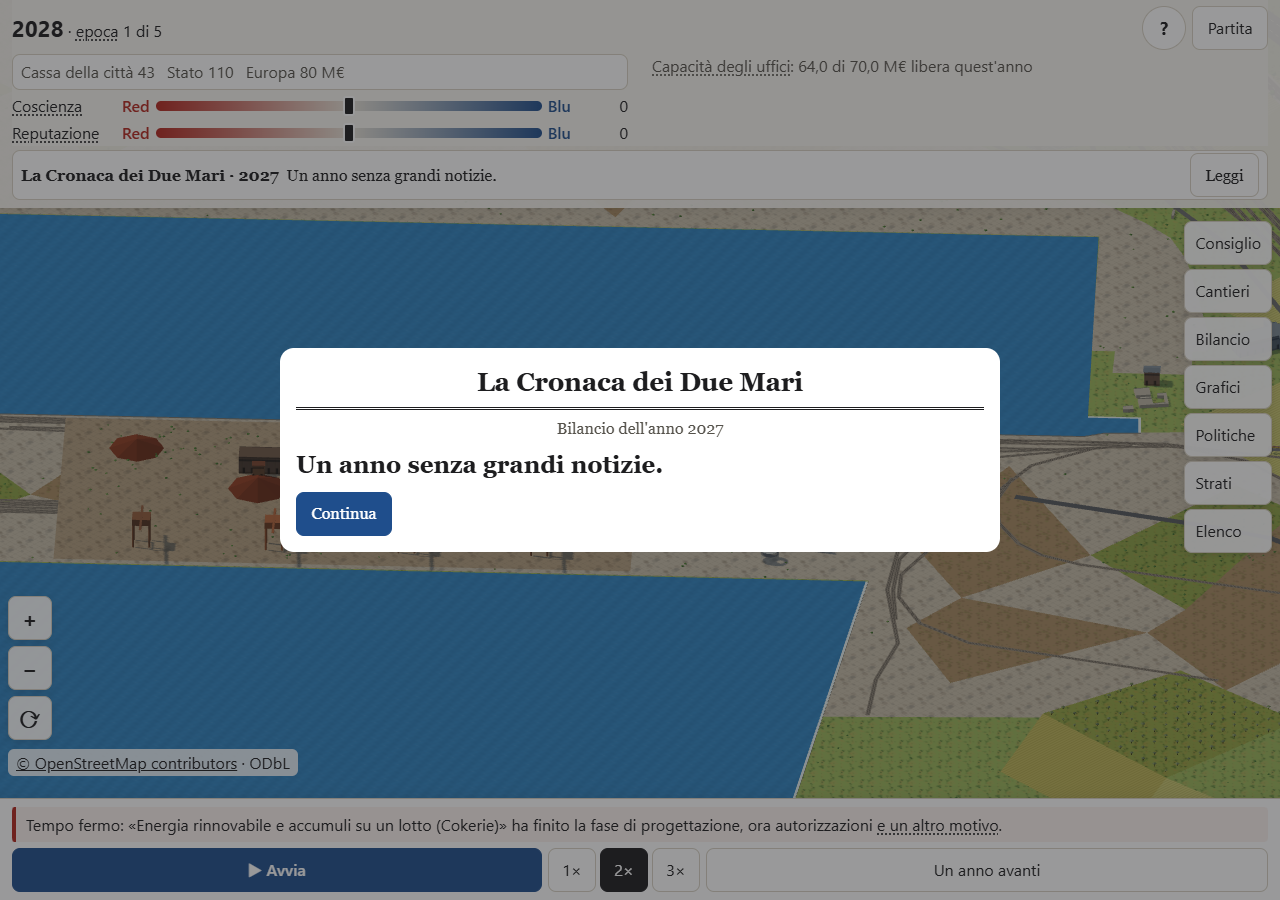 2028 · epoca 1 di 5
?
Partita
Cassa della città 43 Stato 110 Europa 80 M€
Capacità degli uffici: 64,0 di 70,0 M€ libera quest'anno
Coscienza Red Blu 0
Reputazione Red Blu 0
La Cronaca dei Due Mari · 2027 Un anno senza grandi notizie.
Leggi
Consiglio
Cantieri
Bilancio
Grafici
Politiche
Strati
Elenco
La Cronaca dei Due Mari
Bilancio dell'anno 2027
Un anno senza grandi notizie.
Continua
+
–
© OpenStreetMap contributors · ODbL
Tempo fermo: «Energia rinnovabile e accumuli su un lotto (Cokerie)» ha finito la fase di progettazione, ora autorizzazioni e un altro motivo.
▶ Avvia
1×
2×
3×
Un anno avanti